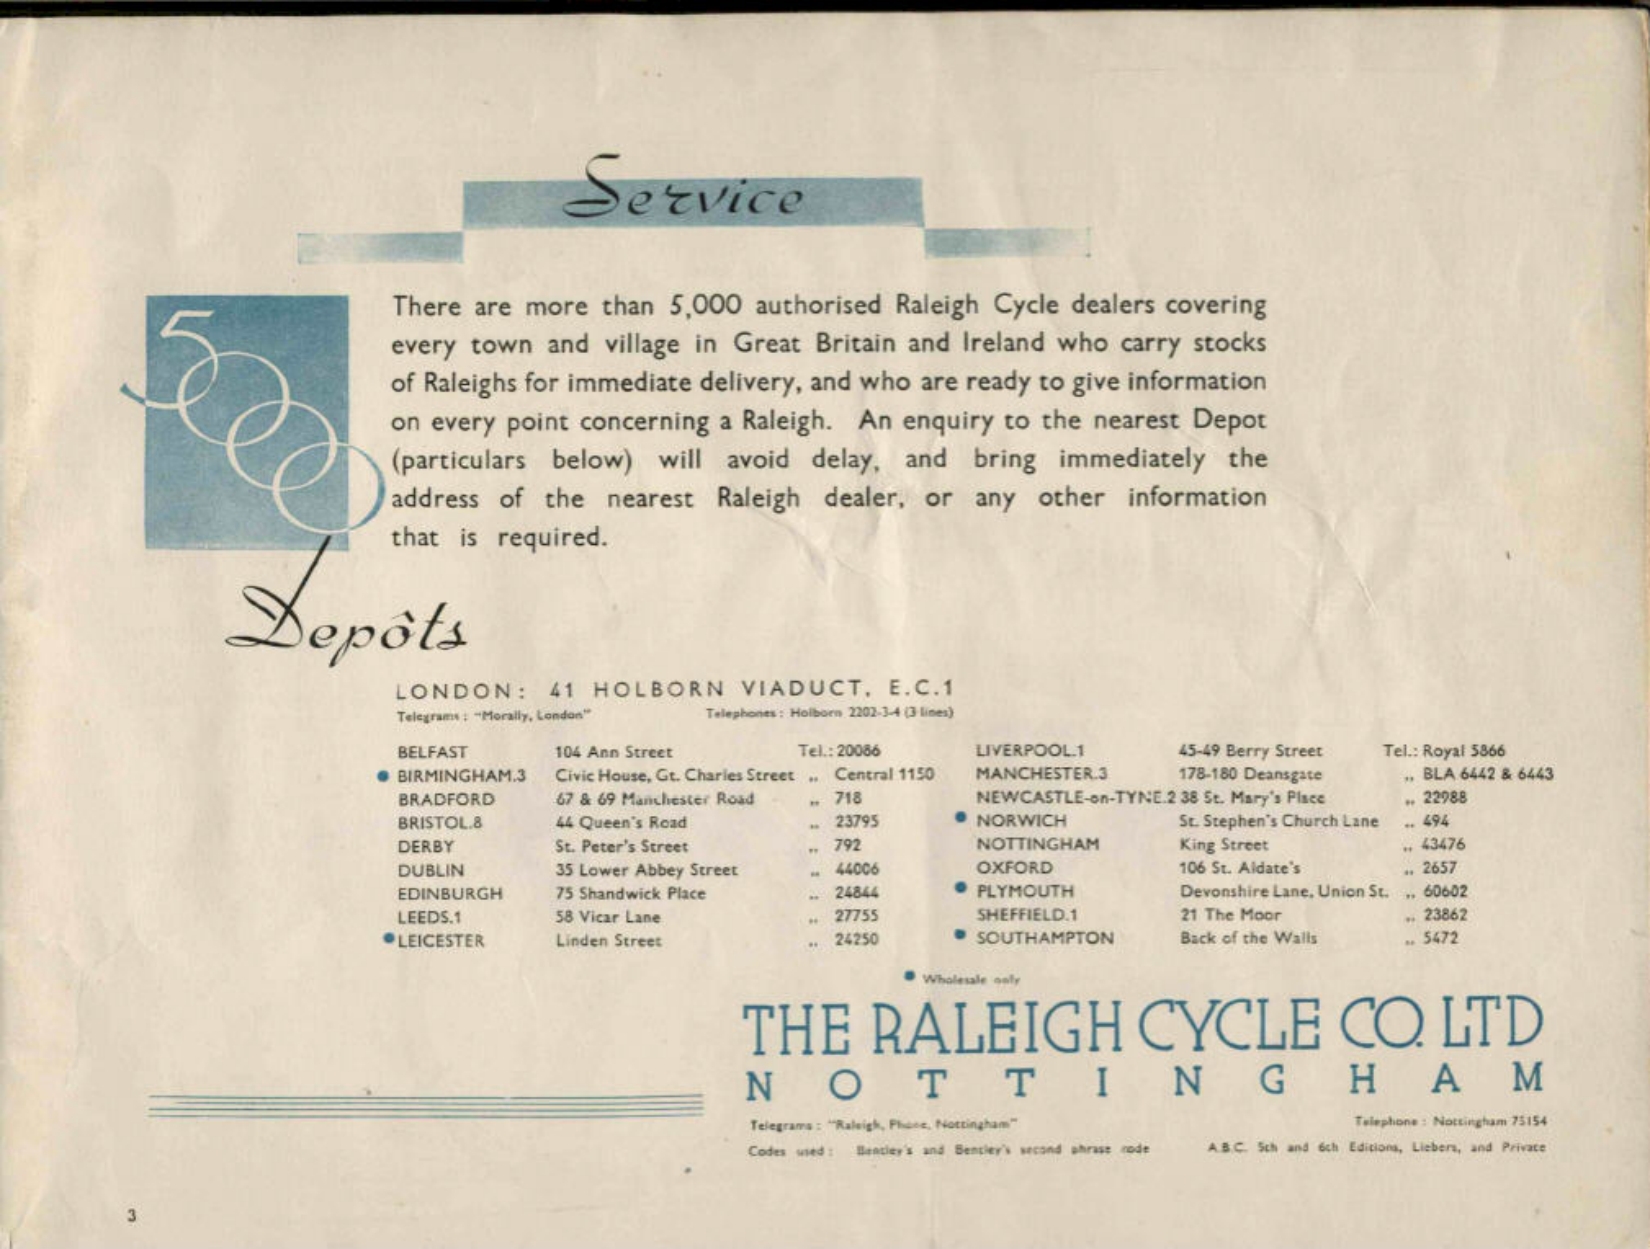 Service
5000
There are more than 5,000 authorised Raleigh Cycle dealers covering
every town and village in Great Britain and Ireland who carry stocks
of Raleighs for immediate delivery, and who are ready to give information
on every point concerning a Raleigh. An enquiry to the nearest Depot
(particulars below) will avoid delay, and bring immediately the
address of the nearest Raleigh dealer, or any other information
that is required.
Depôts
LONDON: 41 HOLBORN VIADUCT, E.C.1
Telegrams : "Morally, London" Telephones : Holborn 2202-3-4 (3 lines)
BELFAST 104 Ann Street Tel.: 20086
● BIRMINGHAM.3 Civic House, Gt. Charles Street ,, Central 1150
BRADFORD 67 & 69 Manchester Road ,, 718
BRISTOL.8 44 Queen's Road ,, 23795
DERBY St. Peter's Street ,, 792
DUBLIN 35 Lower Abbey Street ,, 44006
EDINBURGH 75 Shandwick Place ,, 24844
LEEDS.1 58 Vicar Lane ,, 27755
● LEICESTER Linden Street ,, 24250
LIVERPOOL.1 45-49 Berry Street Tel.: Royal 5866
MANCHESTER.3 178-180 Deansgate ,, BLA 6442 & 6443
NEWCASTLE-on-TYNE.2 38 St. Mary's Place ,, 22988
● NORWICH St. Stephen's Church Lane ,, 494
NOTTINGHAM King Street ,, 43476
OXFORD 106 St. Aldate's ,, 2657
● PLYMOUTH Devonshire Lane, Union St. ,, 60602
SHEFFIELD.1 21 The Moor ,, 23862
● SOUTHAMPTON Back of the Walls ,, 5472
● Wholesale only
THE RALEIGH CYCLE CO. LTD
NOTTINGHAM
Telegrams : "Raleigh, Phone, Nottingham" Telephone : Nottingham 75154
Codes used : Bentley's and Bentley's second phrase code A.B.C. 5th and 6th Editions, Liebers, and Private
3